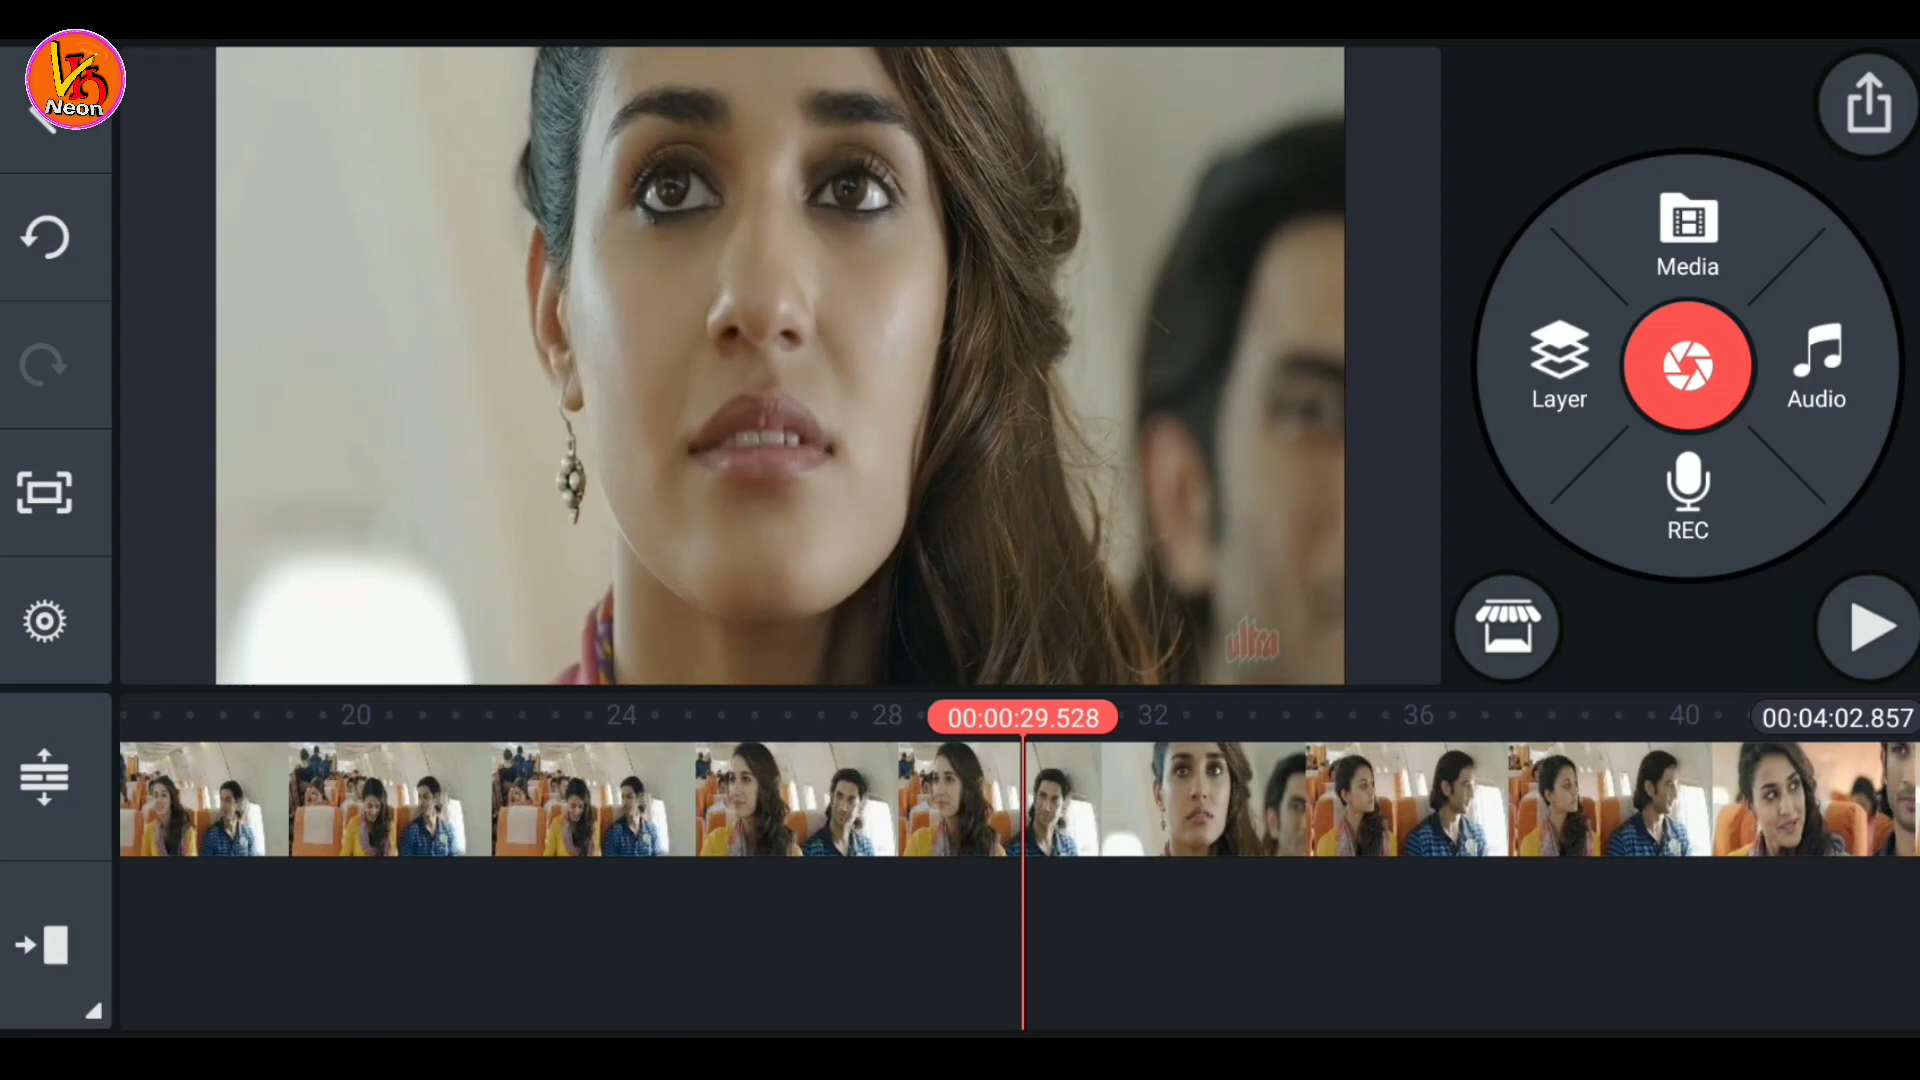 Neon
Media
Layer
Audio
REC
ultra
20
24
28
00:00:29.528
32
36
40
00:04:02.857